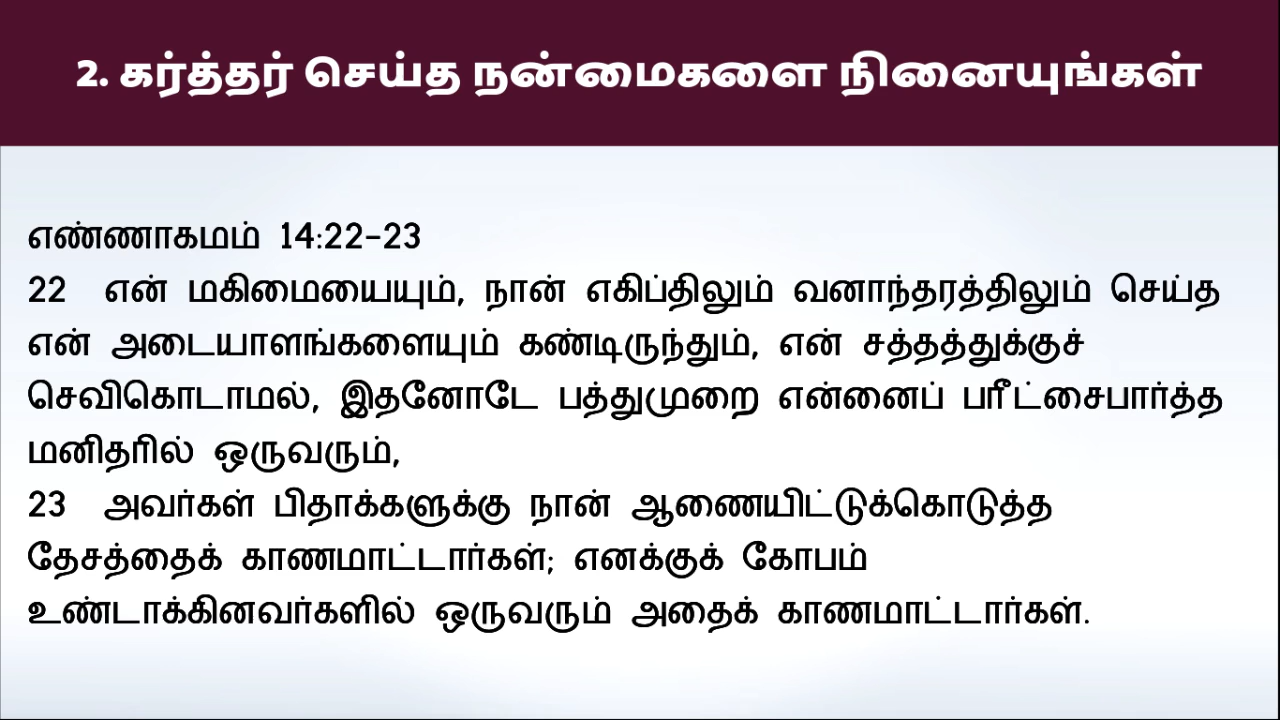 2. கர்த்தர் செய்த நன்மைகளை நினையுங்கள்
எண்ணாகமம் 14:22-23
22 என் மகிமையையும், நான் எகிப்திலும் வனாந்தரத்திலும் செய்த
என் அடையாளங்களையும் கண்டிருந்தும், என் சத்தத்துக்குச்
செவிகொடாமல், இதனோடே பத்துமுறை என்னைப் பரீட்சைபார்த்த
மனிதரில் ஒருவரும்,
23 அவர்கள் பிதாக்களுக்கு நான் ஆணையிட்டுக்கொடுத்த
தேசத்தைக் காணமாட்டார்கள்; எனக்குக் கோபம்
உண்டாக்கினவர்களில் ஒருவரும் அதைக் காணமாட்டார்கள்.